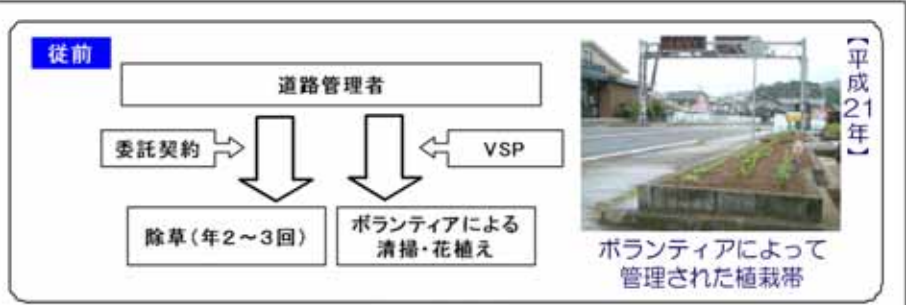 従前
道路管理者
委託契約
VSP
除草（年２～３回）
ボランティアによる
清掃・花植え
【平成21年】
ボランティアによって
管理された植栽帯